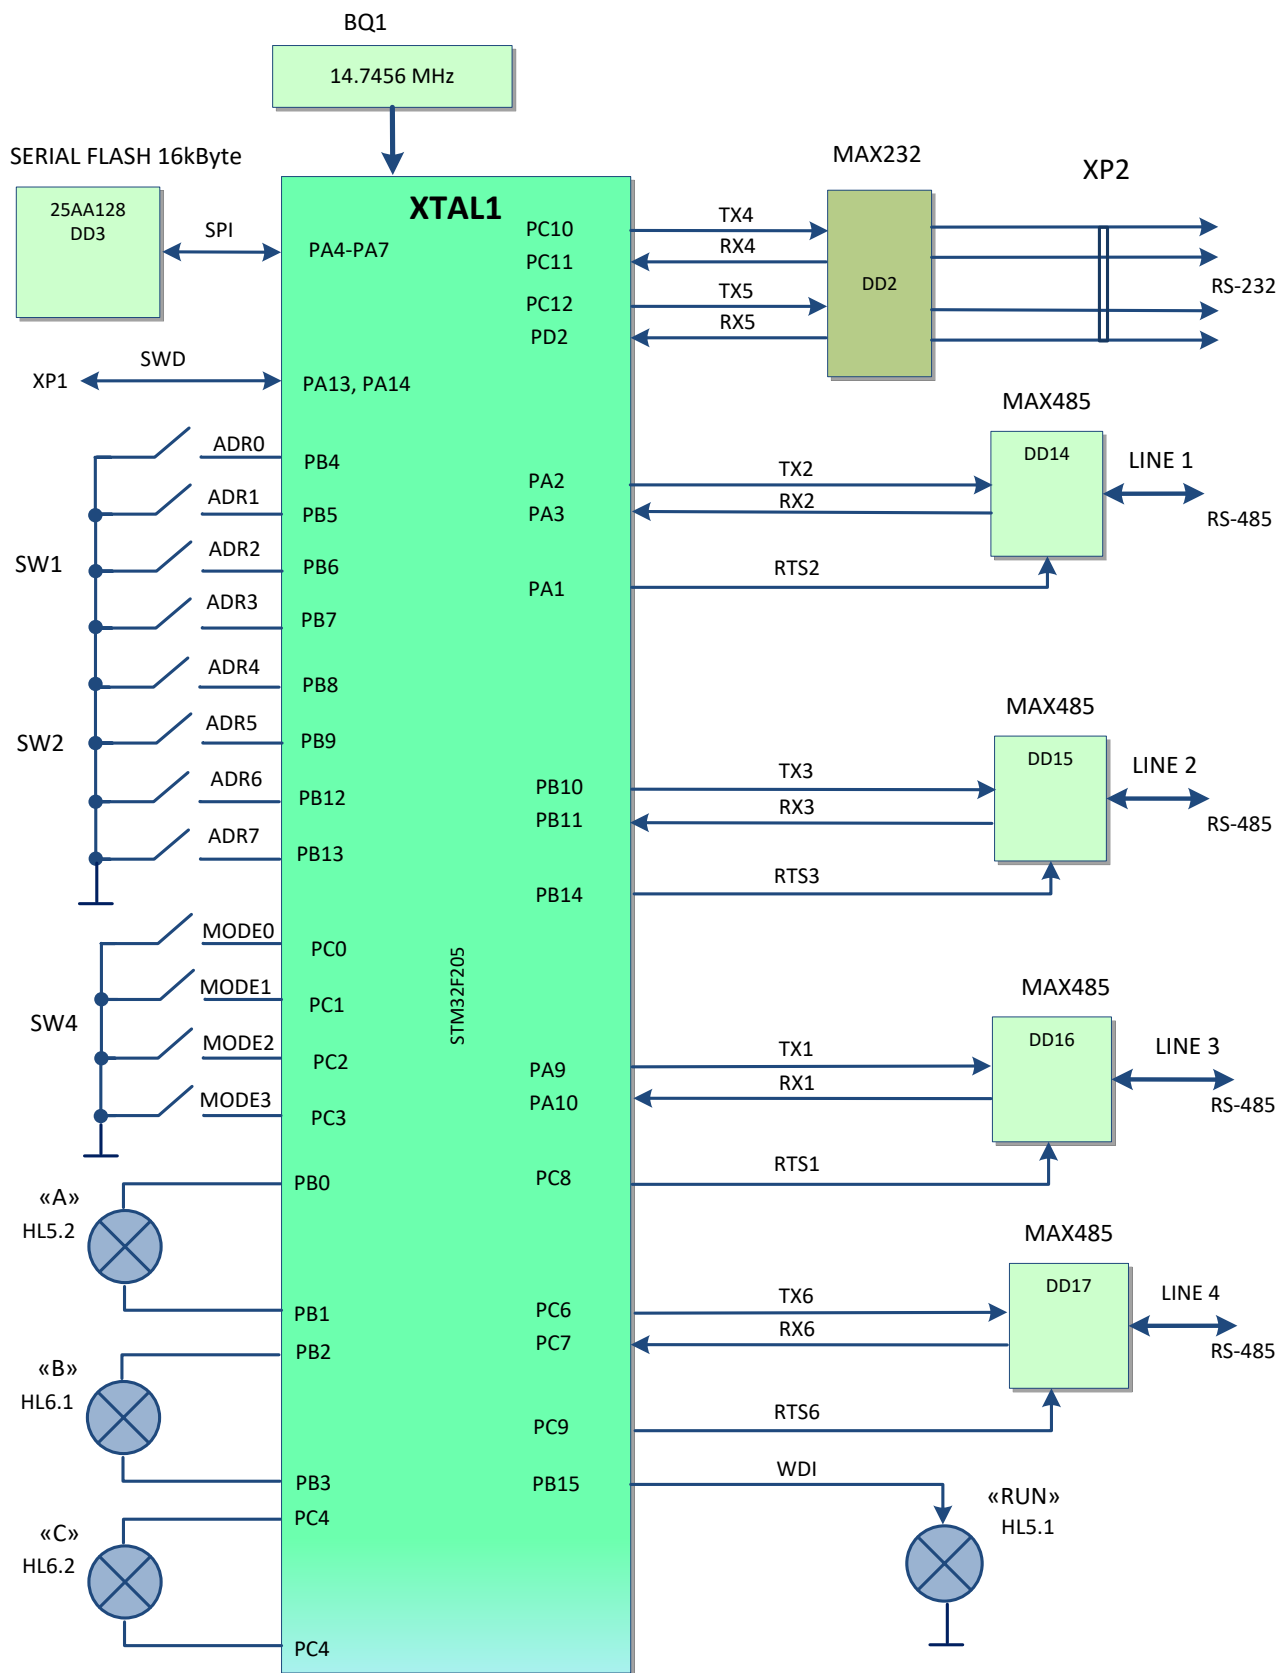 BQ1
14.7456 MHz
SERIAL FLASH 16kByte
25AA128
DD3
SPI
XTAL1
PA4-PA7
SWD
XP1
PA13, PA14
ADR0
PB4
ADR1
PB5
ADR2
PB6
SW1
ADR3
PB7
ADR4
PB8
ADR5
PB9
SW2
ADR6
PB12
ADR7
PB13
MODE0
PC0
MODE1
PC1
SW4
MODE2
PC2
MODE3
PC3
«A»
HL5.2
PB0
PB1
«B»
HL6.1
PB2
PB3
«C»
HL6.2
PC4
PC4
STM32F205
MAX232
XP2
PC10
TX4
PC11
RX4
DD2
RS-232
PC12
TX5
PD2
RX5
MAX485
DD14
LINE 1
RS-485
PA2
TX2
PA3
RX2
PA1
RTS2
MAX485
DD15
LINE 2
RS-485
PB10
TX3
PB11
RX3
PB14
RTS3
MAX485
DD16
LINE 3
RS-485
PA9
TX1
PA10
RX1
PC8
RTS1
MAX485
DD17
LINE 4
RS-485
PC6
TX6
PC7
RX6
PC9
RTS6
PB15
WDI
«RUN»
HL5.1